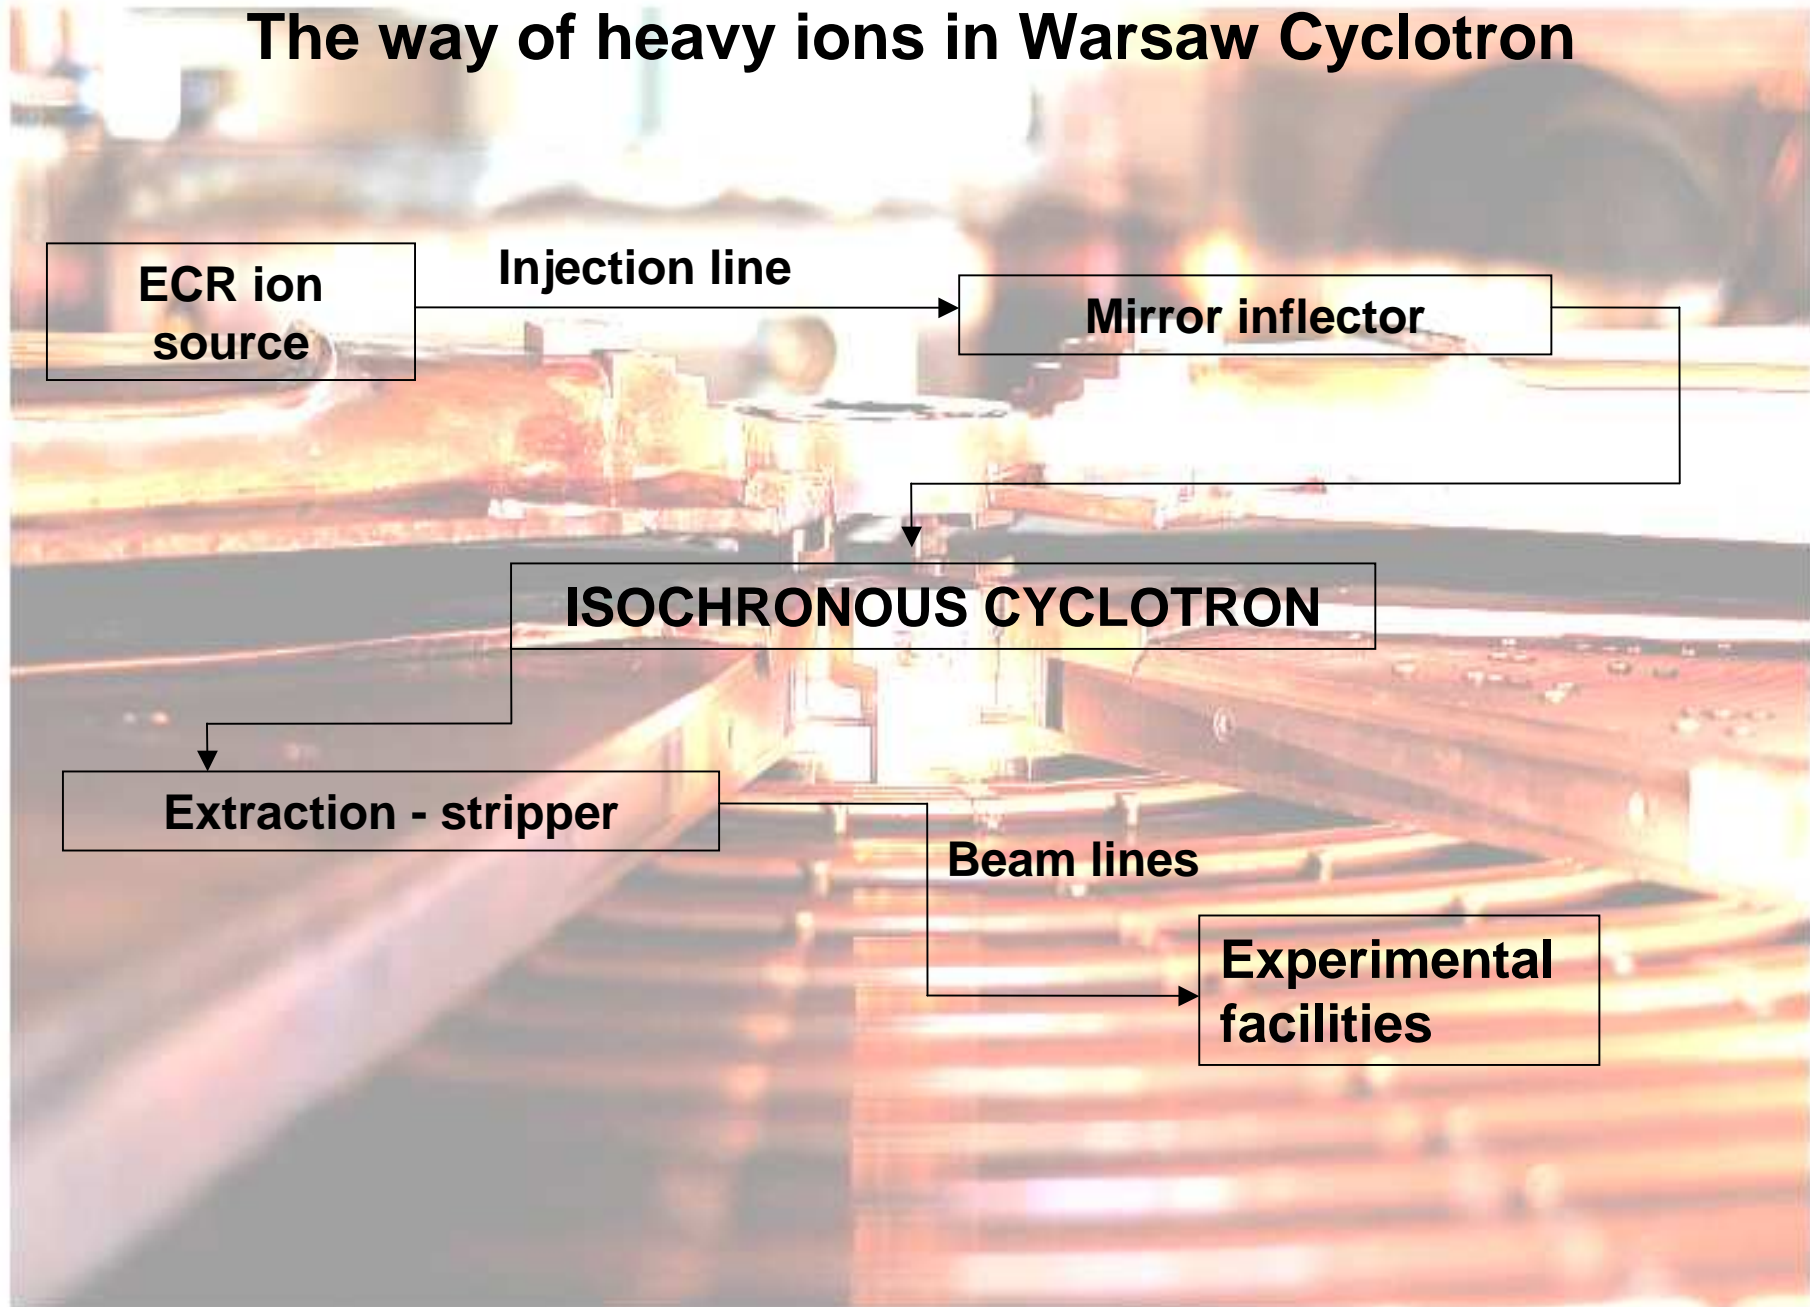 The way of heavy ions in Warsaw Cyclotron
ECR ion
source
Injection line
Mirror inflector
ISOCHRONOUS CYCLOTRON
Extraction - stripper
Beam lines
Experimental
facilities